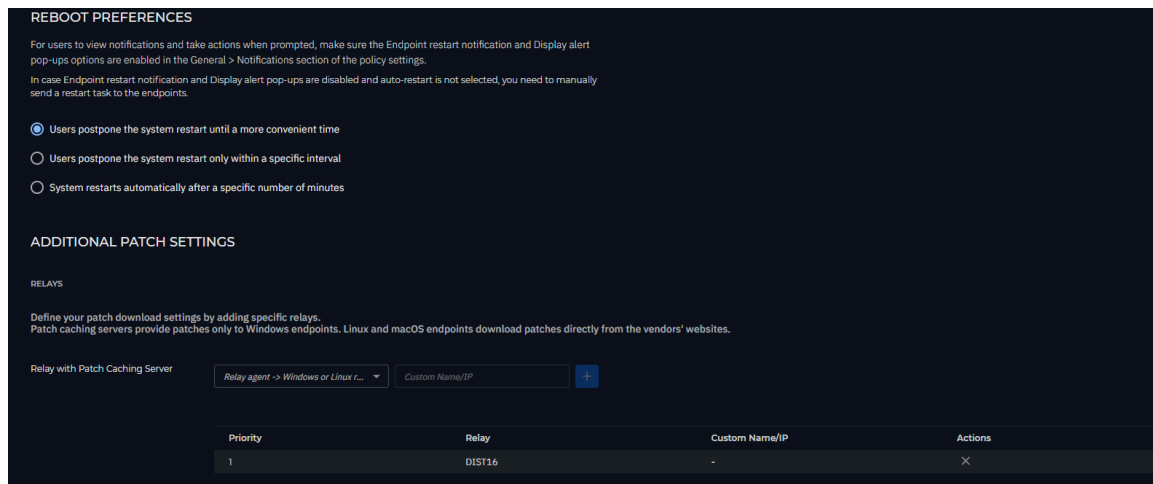 REBOOT PREFERENCES
For users to view notifications and take actions when prompted, make sure the Endpoint restart notification and Display alert
pop-ups options are enabled in the General > Notifications section of the policy settings.
In case Endpoint restart notification and Display alert pop-ups are disabled and auto-restart is not selected, you need to manually
send a restart task to the endpoints.
Users postpone the system restart until a more convenient time
Users postpone the system restart only within a specific interval
System restarts automatically after a specific number of minutes
ADDITIONAL PATCH SETTINGS
RELAYS
Define your patch download settings by adding specific relays.
Patch caching servers provide patches only to Windows endpoints. Linux and macOS endpoints download patches directly from the vendors' websites.
Relay with Patch Caching Server
Relay agent -> Windows or Linux r... Custom Name/IP +
Priority Relay Custom Name/IP Actions
1 DIST16 -